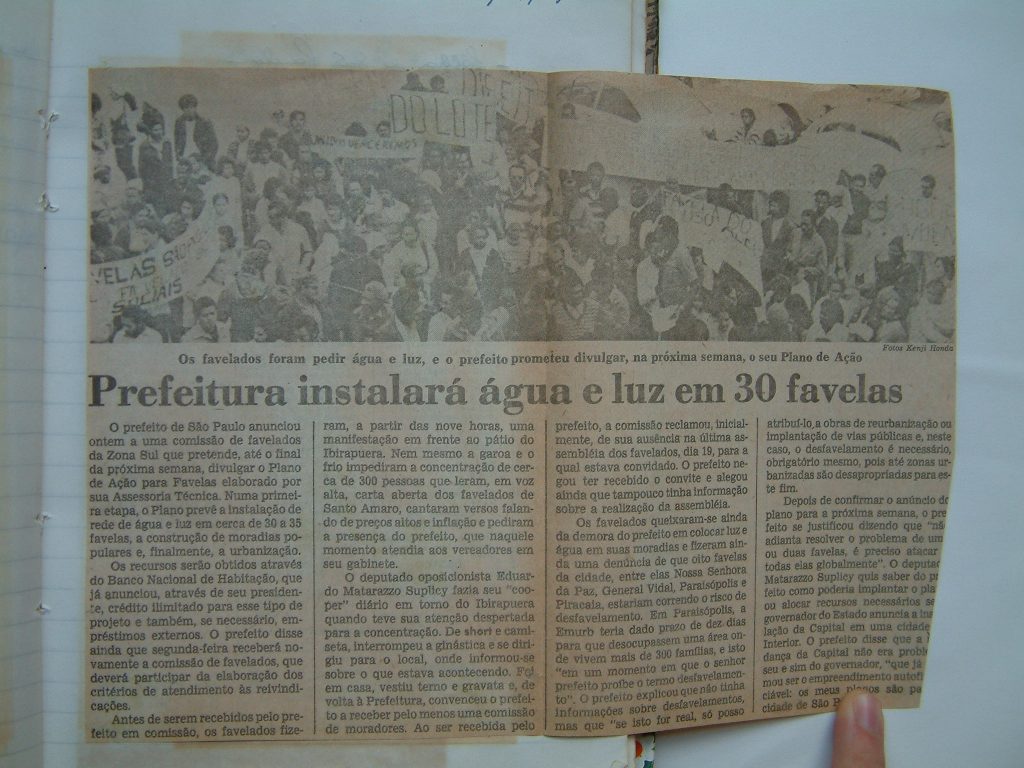 DO LOTE
VENCEREMOS
FAVELA DO
VELAS
SOCIAIS
Fotos Kenji Honda
Os favelados foram pedir água e luz, e o prefeito prometeu divulgar, na próxima semana, o seu Plano de Ação
Prefeitura instalará água e luz em 30 favelas
O prefeito de São Paulo anunciou
ontem a uma comissão de favelados
da Zona Sul que pretende, até o final
da próxima semana, divulgar o Plano
de Ação para Favelas elaborado por
sua Assessoria Técnica. Numa primei-
ra etapa, o Plano prevê a instalação de
rede de água e luz em cerca de 30 a 35
favelas, a construção de moradias po-
pulares e, finalmente, a urbanização.
Os recursos serão obtidos através
do Banco Nacional de Habitação, que
já anunciou, através de seu presiden-
te, crédito ilimitado para esse tipo de
projeto e também, se necessário, em-
préstimos externos. O prefeito disse
ainda que segunda-feira receberá no-
vamente a comissão de favelados, que
deverá participar da elaboração dos
critérios de atendimento às reivindi-
cações.
Antes de serem recebidos pelo pre-
feito em comissão, os favelados fize-
ram, a partir das nove horas, uma
manifestação em frente ao pátio do
Ibirapuera. Nem mesmo a garoa e o
frio impediram a concentração de cer-
ca de 300 pessoas que leram, em voz
alta, carta aberta dos favelados de
Santo Amaro, cantaram versos falan-
do de preços altos e inflação e pediram
a presença do prefeito, que naquele
momento atendia aos vereadores em
seu gabinete.
O deputado oposicionista Eduar-
do Matarazzo Suplicy fazia seu "coo-
per" diário em torno do Ibirapuera
quando teve sua atenção despertada
para a concentração. De short e cami-
seta, interrompeu a ginástica e se diri-
giu para o local, onde informou-se
sobre o que estava acontecendo. Foi
em casa, vestiu terno e gravata e, de
volta à Prefeitura, convenceu o prefei-
to a receber pelo menos uma comissão
de moradores. Ao ser recebida pelo
prefeito, a comissão reclamou, inicial-
mente, de sua ausência na última as-
sembléia dos favelados, dia 19, para a
qual estava convidado. O prefeito ne-
gou ter recebido o convite e alegou
ainda que tampouco tinha informação
sobre a realização da assembléia.
Os favelados queixaram-se ainda
da demora do prefeito em colocar luz e
água em suas moradias e fizeram ain-
da uma denúncia de que oito favelas
da cidade, entre elas Nossa Senhora
da Paz, General Vidal, Paraisópolis e
Piracaia, estariam correndo o risco de
desfavelamento. Em Paraisópolis, a
Emurb teria dado prazo de dez dias
para que desocupassem uma área on-
de vivem mais de 300 famílias, e isto
"em um momento em que o senhor
prefeito proíbe o termo desfavelamen-
to". O prefeito explicou que não tinha
informações sobre desfavelamentos,
mas que "se isto for real, só posso
atribuí-lo, a obras de reurbanização ou
implantação de vias públicas e, neste
caso, o desfavelamento é necessário,
obrigatório mesmo, pois até zonas ur-
banizadas são desapropriadas para es-
te fim.
Depois de confirmar o anúncio do
plano para a próxima semana, o pre
feito se justificou dizendo que "não
adianta resolver o problema de um
ou duas favelas, é preciso atacar
todas elas globalmente". O deputad
Matarazzo Suplicy quis saber do pr
feito como poderia implantar o pla
ou alocar recursos necessários se
governador do Estado anuncia a ins
lação da Capital em uma cidade
Interior. O prefeito disse que a
dança da Capital não era probl
seu e sim do governador, "que já
mou ser o empreendimento autofi
ciável: os meus planos são pa
cidade de São P